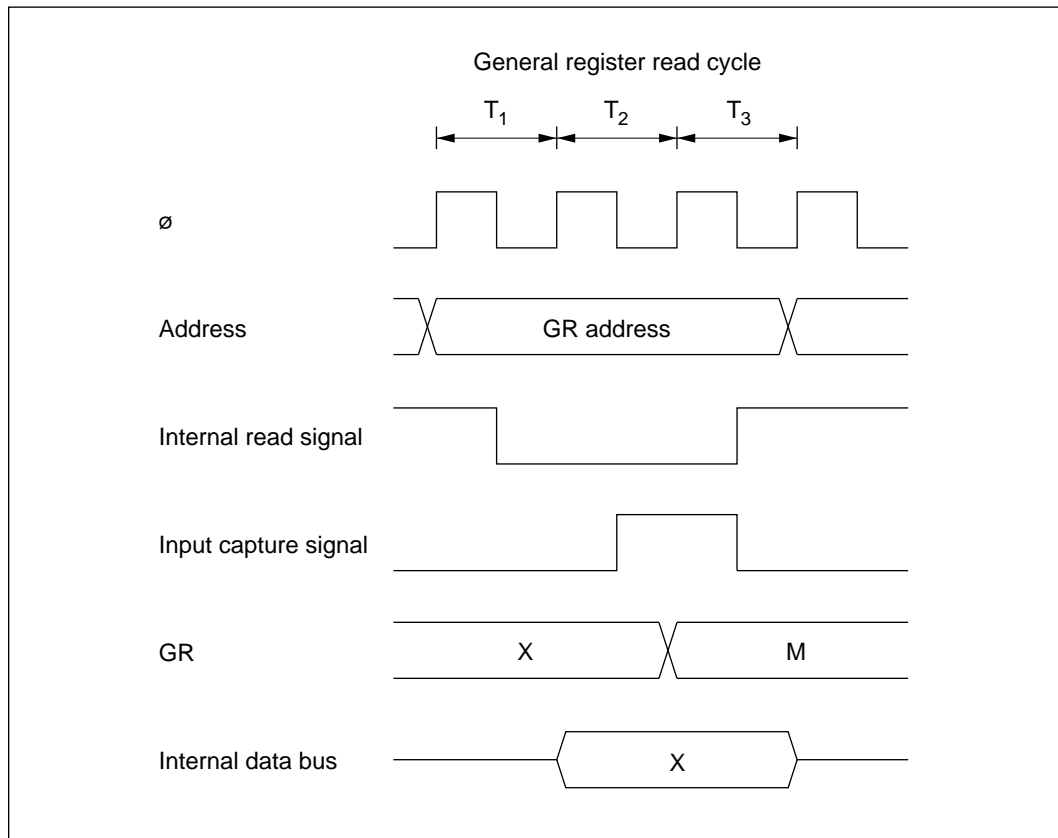 General register read cycle
T1 T2 T3
ø
Address GR address
Internal read signal
Input capture signal
GR X M
Internal data bus X